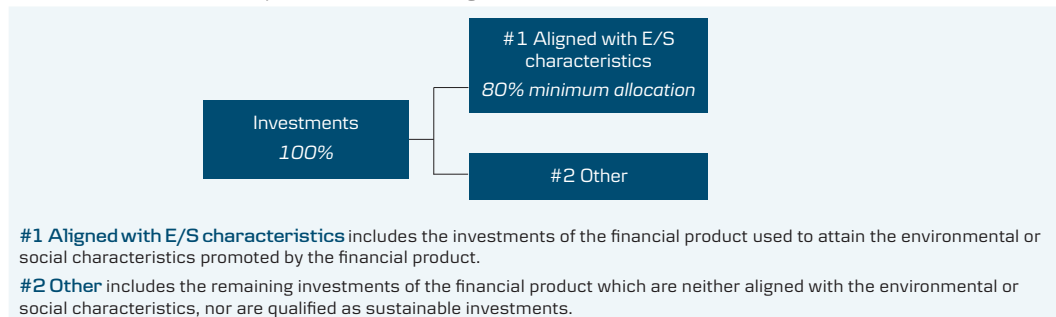 #1 Aligned with E/S
characteristics
80% minimum allocation
Investments
100%
#2 Other
#1 Aligned with E/S characteristics includes the investments of the financial product used to attain the environmental or
social characteristics promoted by the financial product.
#2 Other includes the remaining investments of the financial product which are neither aligned with the environmental or
social characteristics, nor are qualified as sustainable investments.